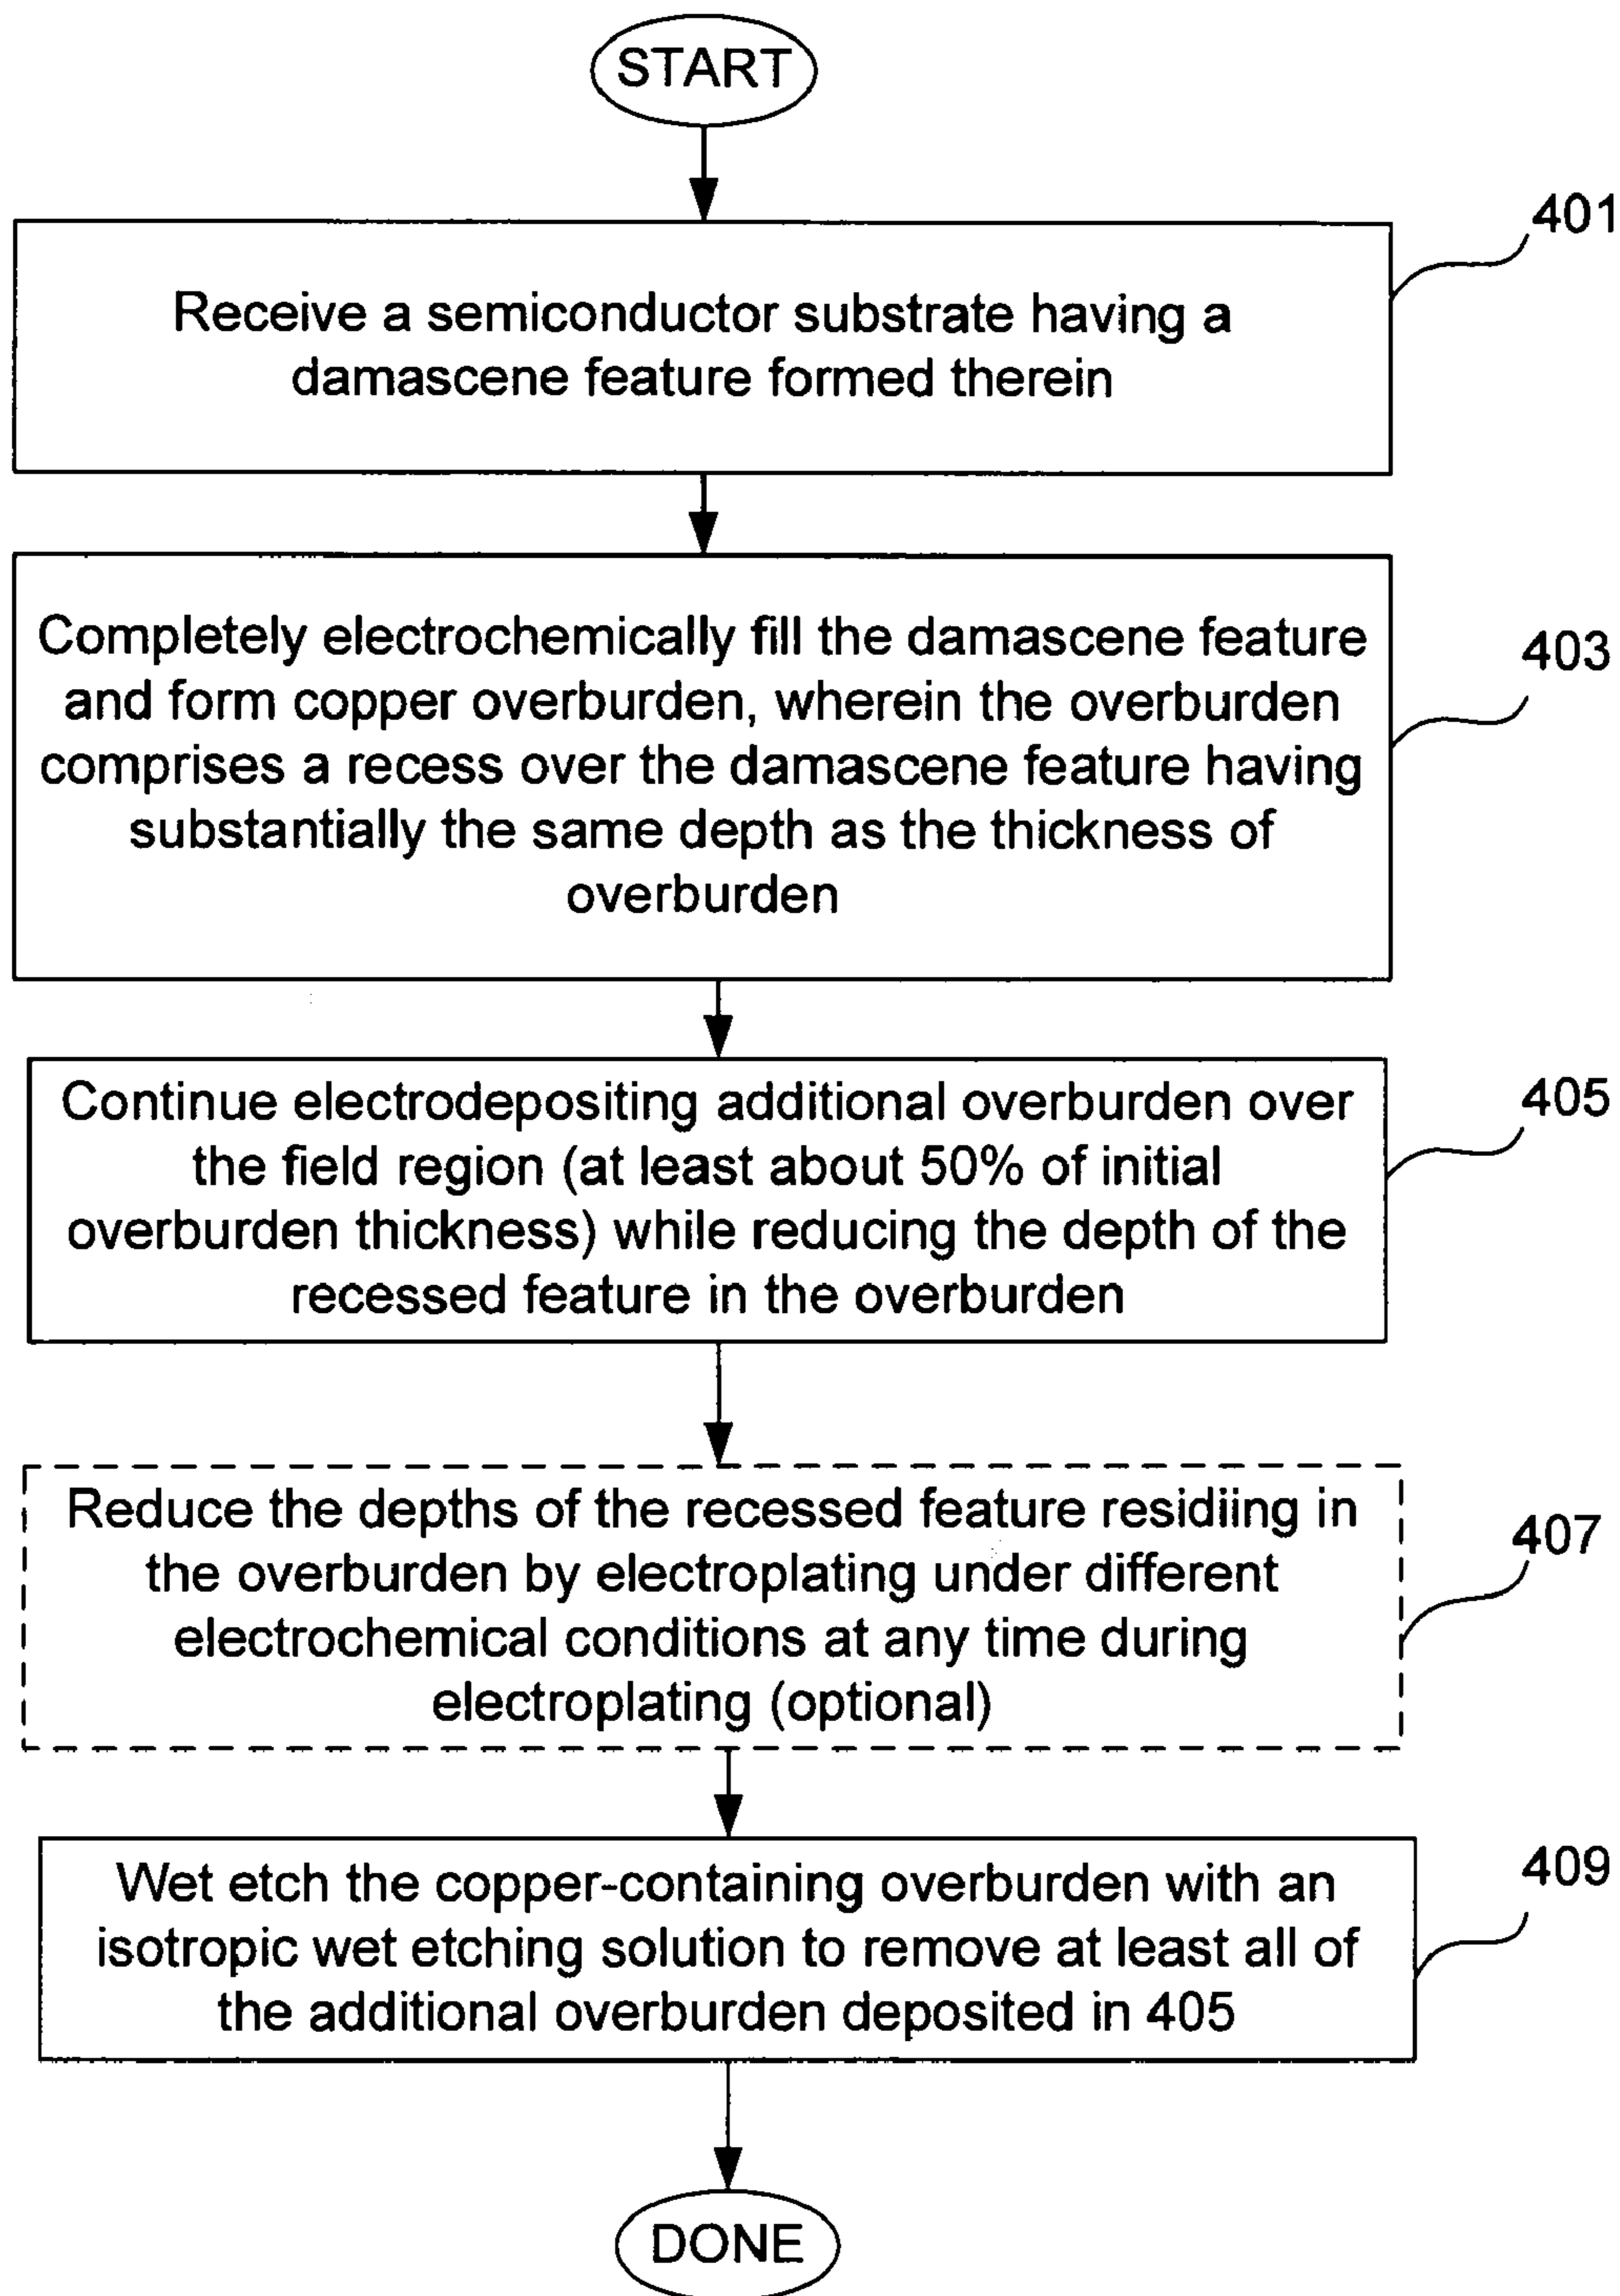 START
401
Receive a semiconductor substrate having a
damascene feature formed therein
403
Completely electrochemically fill the damascene feature
and form copper overburden, wherein the overburden
comprises a recess over the damascene feature having
substantially the same depth as the thickness of
overburden
405
Continue electrodepositing additional overburden over
the field region (at least about 50% of initial
overburden thickness) while reducing the depth of the
recessed feature in the overburden
407
Reduce the depths of the recessed feature residiing in
the overburden by electroplating under different
electrochemical conditions at any time during
electroplating (optional)
409
Wet etch the copper-containing overburden with an
isotropic wet etching solution to remove at least all of
the additional overburden deposited in 405
DONE